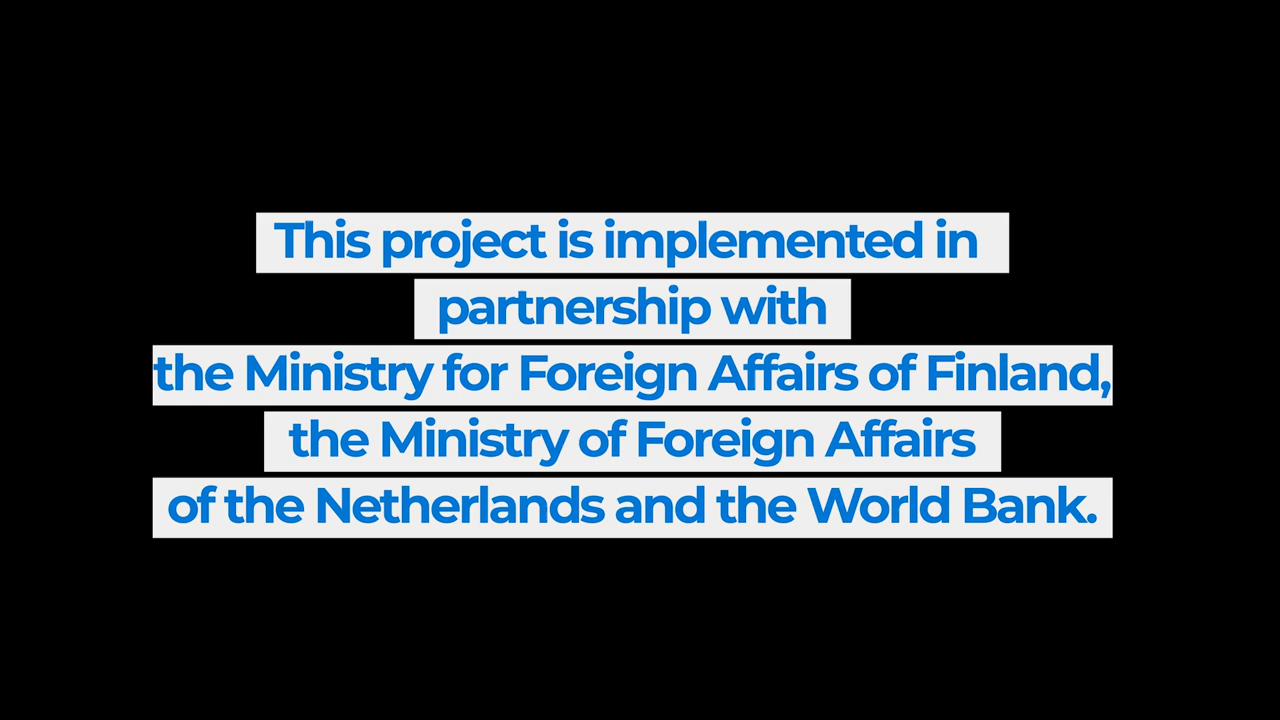 This project is implemented in
partnership with
the Ministry for Foreign Affairs of Finland,
the Ministry of Foreign Affairs
of the Netherlands and the World Bank.